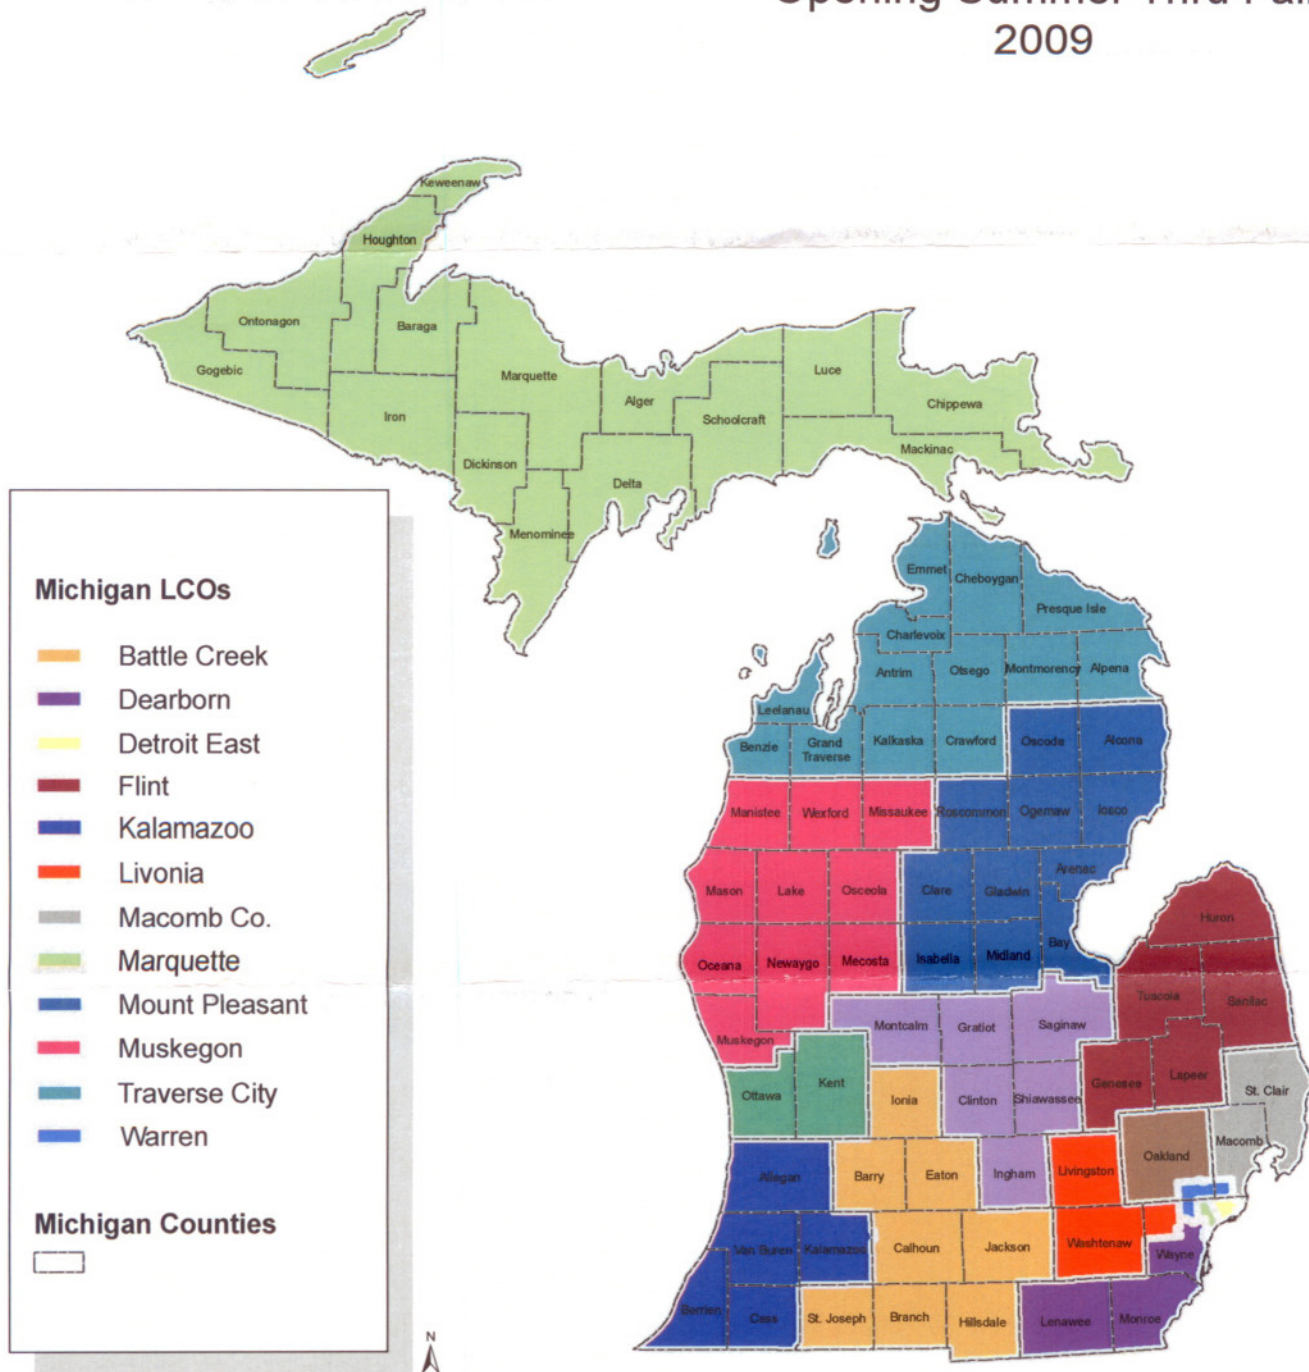 Opening Summer Thru Fall
2009
Keweenaw
Houghton
Ontonagon
Baraga
Gogebic
Marquette
Luce
Alger
Chippewa
Iron
Schoolcraft
Mackinac
Dickinson
Delta
Menominee
Michigan LCOs
Battle Creek
Dearborn
Detroit East
Flint
Kalamazoo
Livonia
Macomb Co.
Marquette
Mount Pleasant
Muskegon
Traverse City
Warren
Michigan Counties
N
Emmet
Cheboygan
Presque Isle
Charlevoix
Antrim
Otsego
Montmorency
Alpena
Leelanau
Benzie
Grand
Traverse
Kalkaska
Crawford
Oscoda
Alcona
Manistee
Wexford
Missaukee
Roscommon
Ogemaw
Iosco
Mason
Lake
Osceola
Clare
Gladwin
Arenac
Huron
Oceana
Newaygo
Mecosta
Isabella
Midland
Bay
Tuscola
Sanilac
Muskegon
Montcalm
Gratiot
Saginaw
Ottawa
Kent
Ionia
Clinton
Shiawassee
Genesee
Lapeer
St. Clair
Allegan
Barry
Eaton
Ingham
Livingston
Oakland
Macomb
Van Buren
Kalamazoo
Calhoun
Jackson
Washtenaw
Wayne
Berrien
Cass
St. Joseph
Branch
Hillsdale
Lenawee
Monroe